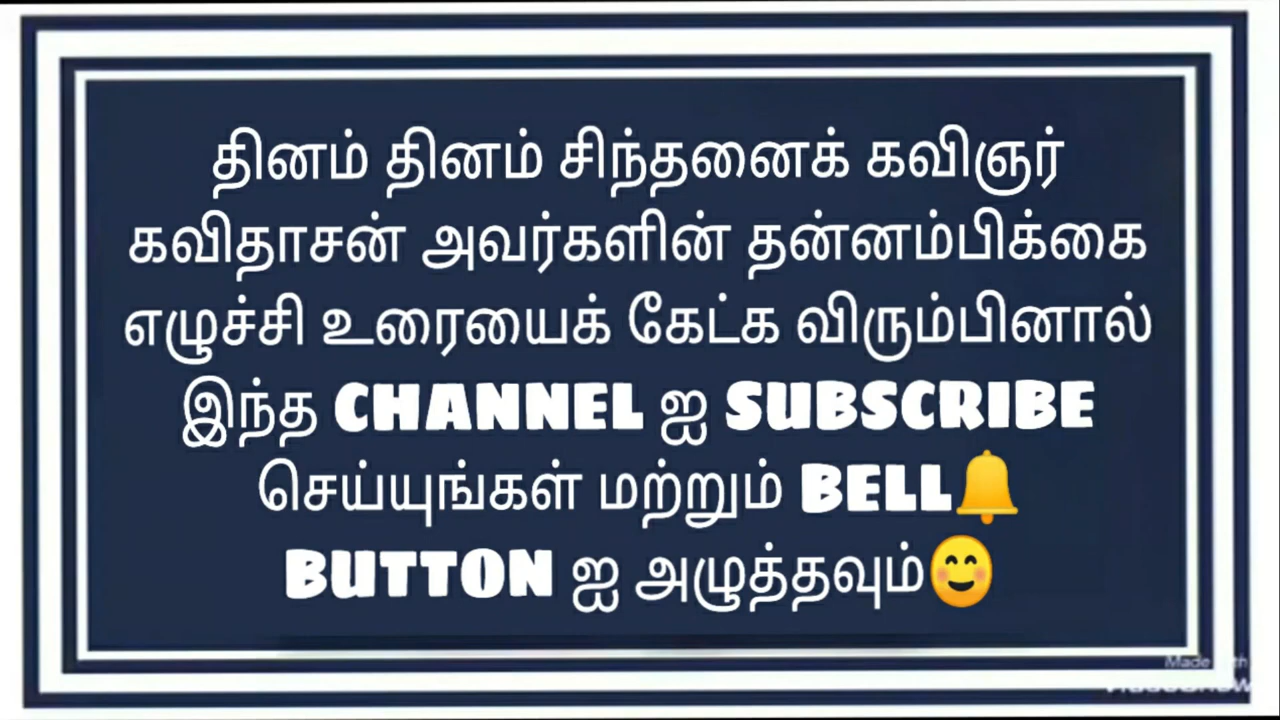 தினம் தினம் சிந்தனைக் கவிஞர்
கவிதாசன் அவர்களின் தன்னம்பிக்கை
எழுச்சி உரையைக் கேட்க விரும்பினால்
இந்த CHANNEL ஐ SUBSCRIBE
செய்யுங்கள் மற்றும் BELL🔔
BUTTON ஐ அழுத்தவும்😊
Made